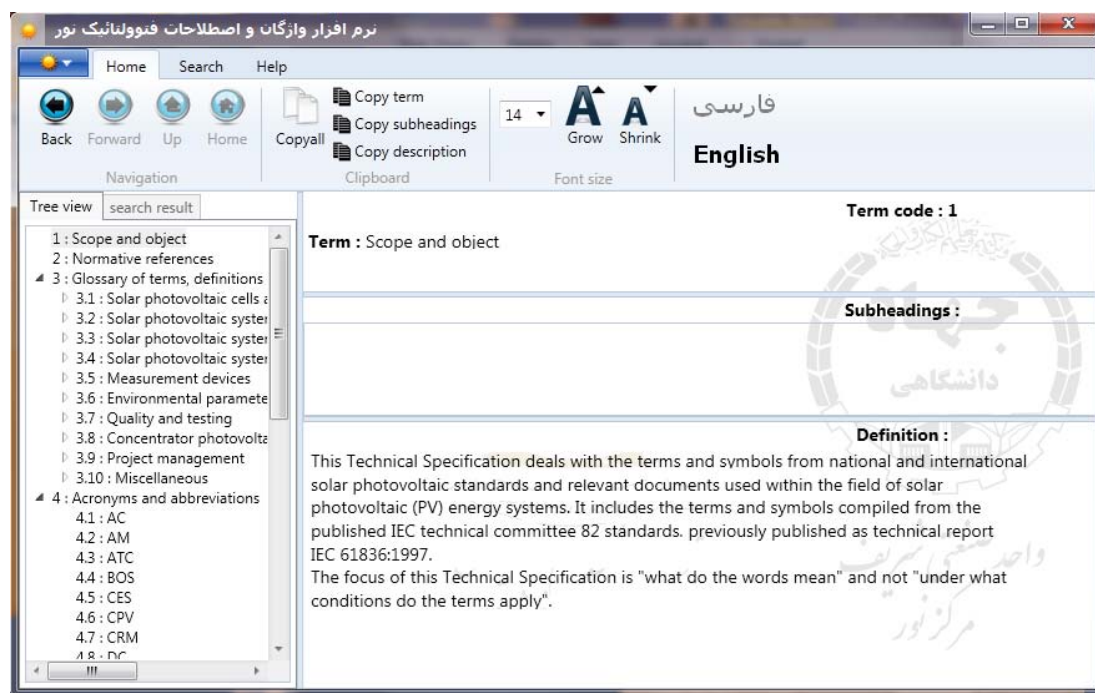 نرم افزار واژگان و اصطلاحات فتوولتائیک نور
Home Search Help
Back Forward Up Home
Navigation
Copyall
Copy term
Copy subheadings
Copy description
Clipboard
14
Grow Shrink
Font size
فارسی
English
Tree view search result
1 : Scope and object
2 : Normative references
3 : Glossary of terms, definitions
3.1 : Solar photovoltaic cells a
3.2 : Solar photovoltaic syster
3.3 : Solar photovoltaic syster
3.4 : Solar photovoltaic syster
3.5 : Measurement devices
3.6 : Environmental paramete
3.7 : Quality and testing
3.8 : Concentrator photovolta
3.9 : Project management
3.10 : Miscellaneous
4 : Acronyms and abbreviations
4.1 : AC
4.2 : AM
4.3 : ATC
4.4 : BOS
4.5 : CES
4.6 : CPV
4.7 : CRM
4.8 : DC
Term code : 1
Term : Scope and object
Subheadings :
Definition :
This Technical Specification deals with the terms and symbols from national and international
solar photovoltaic standards and relevant documents used within the field of solar
photovoltaic (PV) energy systems. It includes the terms and symbols compiled from the
published IEC technical committee 82 standards. previously published as technical report
IEC 61836:1997.
The focus of this Technical Specification is "what do the words mean" and not "under what
conditions do the terms apply".
جهاد
دانشگاهی
واحد صنعتی شریف
مرکز نور